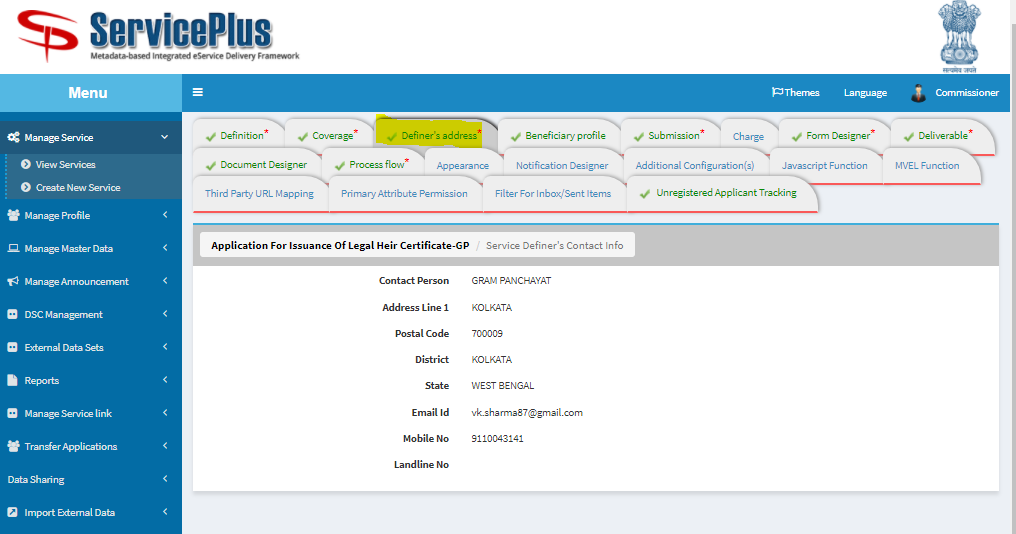 ServicePlus
Metadata-based Integrated eService Delivery Framework
सत्यमेव जयते
Menu
Themes Language Commissioner
Manage Service
View Services
Create New Service
Manage Profile
Manage Master Data
Manage Announcement
DSC Management
External Data Sets
Reports
Manage Service link
Transfer Applications
Data Sharing
Import External Data
Definition* Coverage* Definer's address* Beneficiary profile Submission* Charge Form Designer* Deliverable*
Document Designer Process flow* Appearance Notification Designer Additional Configuration(s) Javascript Function MVEL Function
Third Party URL Mapping Primary Attribute Permission Filter For Inbox/Sent Items Unregistered Applicant Tracking
Application For Issuance Of Legal Heir Certificate-GP / Service Definer's Contact Info
Contact Person GRAM PANCHAYAT
Address Line 1 KOLKATA
Postal Code 700009
District KOLKATA
State WEST BENGAL
Email Id vk.sharma87@gmail.com
Mobile No 9110043141
Landline No